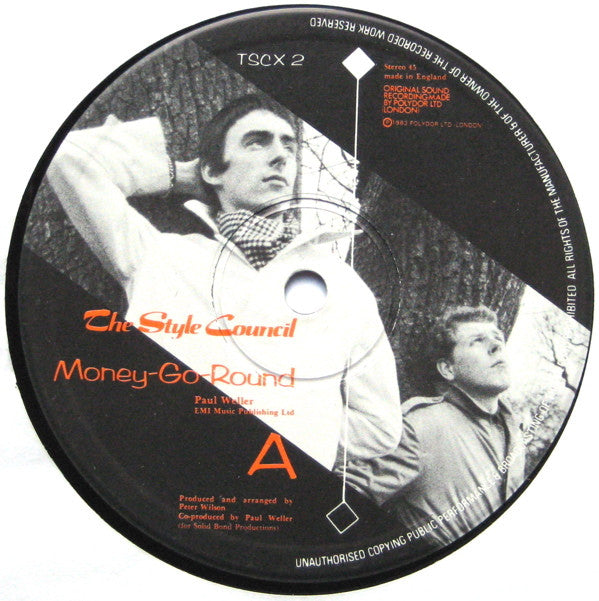 TSCX 2
Stereo 45
made in England
ORIGINAL SOUND
RECORDING MADE
BY POLYDOR LTD
(LONDON)
℗ 1983 POLYDOR LTD (LONDON)
The Style Council
Money-Go-Round
Paul Weller
EMI Music Publishing Ltd
A
Produced and arranged by
Peter Wilson
Co-produced by Paul Weller
(for Solid Bond Productions)
UNAUTHORISED COPYING PUBLIC PERFORMANCE & BROADCASTING HIBITED ALL RIGHTS OF THE MANUFACTURER & OF THE OWNER OF THE RECORDED WORK RESERVED